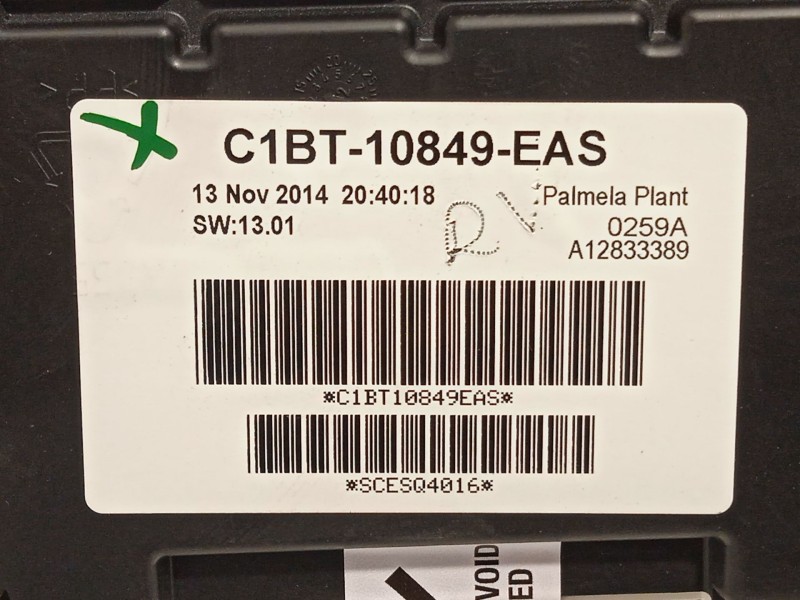 C1BT-10849-EAS
13 Nov 2014 20:40:18 Palmela Plant
SW:13.01 0259A
A12833389
*C1BT10849EAS*
*SCESQ4016*
VOID
ED